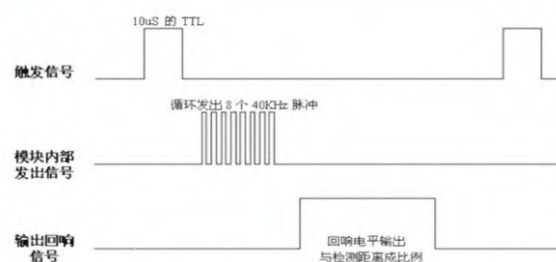 10uS 的 TTL
触发信号
循环发出 8 个 40KHz 脉冲
模块内部
发出信号
输出回响
信号
回响电平输出
与检测距离成比例